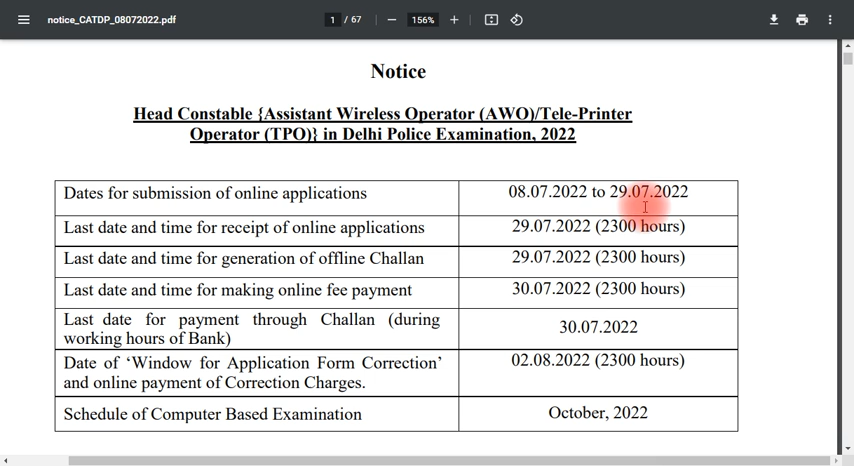 notice_CATDP_08072022.pdf
1 / 67
156%
Notice
Head Constable {Assistant Wireless Operator (AWO)/Tele-Printer
Operator (TPO)} in Delhi Police Examination, 2022
Dates for submission of online applications 08.07.2022 to 29.07.2022
Last date and time for receipt of online applications 29.07.2022 (2300 hours)
Last date and time for generation of offline Challan 29.07.2022 (2300 hours)
Last date and time for making online fee payment 30.07.2022 (2300 hours)
Last date for payment through Challan (during
working hours of Bank) 30.07.2022
Date of ‘Window for Application Form Correction’ 02.08.2022 (2300 hours)
and online payment of Correction Charges.
Schedule of Computer Based Examination October, 2022